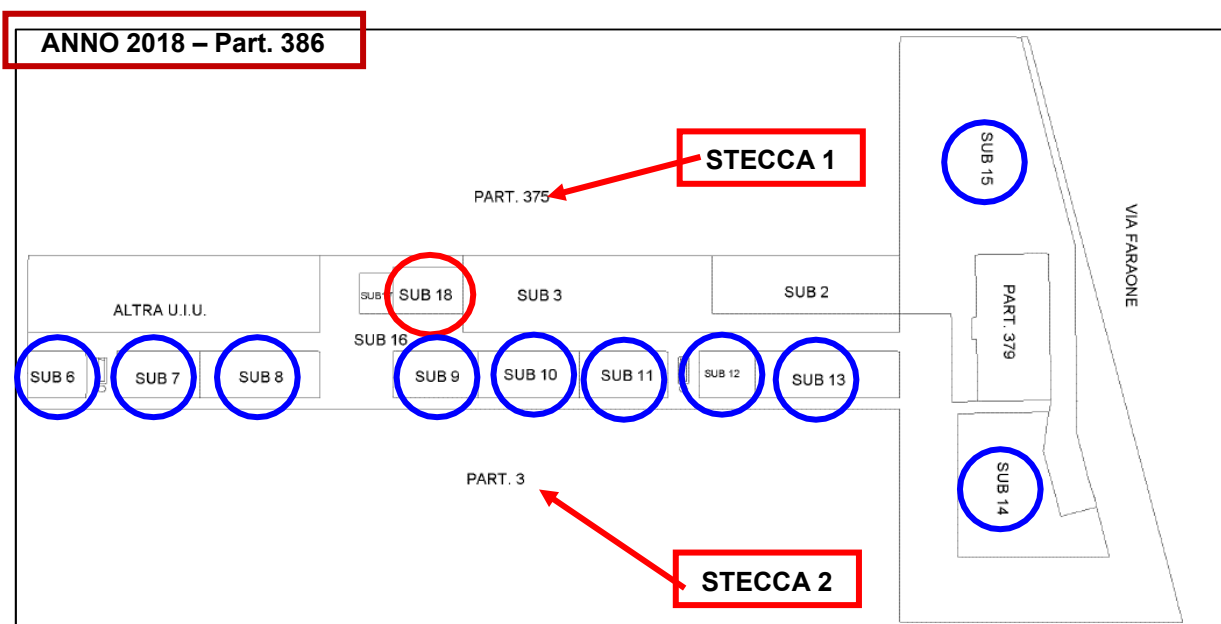 ANNO 2018 – Part. 386
STECCA 1
SUB 15
PART. 375
VIA FARAONE
SUB 18
SUB 3
SUB 2
ALTRA U.I.U.
PART. 379
SUB 16
SUB 6
SUB 7
SUB 8
SUB 9
SUB 10
SUB 11
SUB 12
SUB 13
PART. 3
SUB 14
STECCA 2